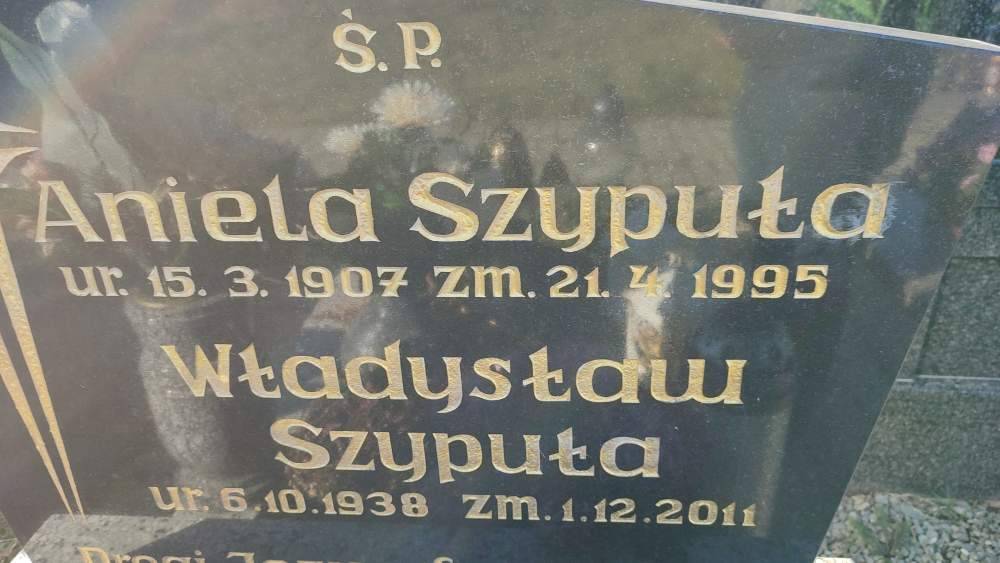 Ś. P.
Aniela Szypuła
ur. 15. 3. 1907 zm. 21. 4. 1995
Władysław
Szypuła
ur. 6.10.1938 zm. 1.12.2011
Drogi